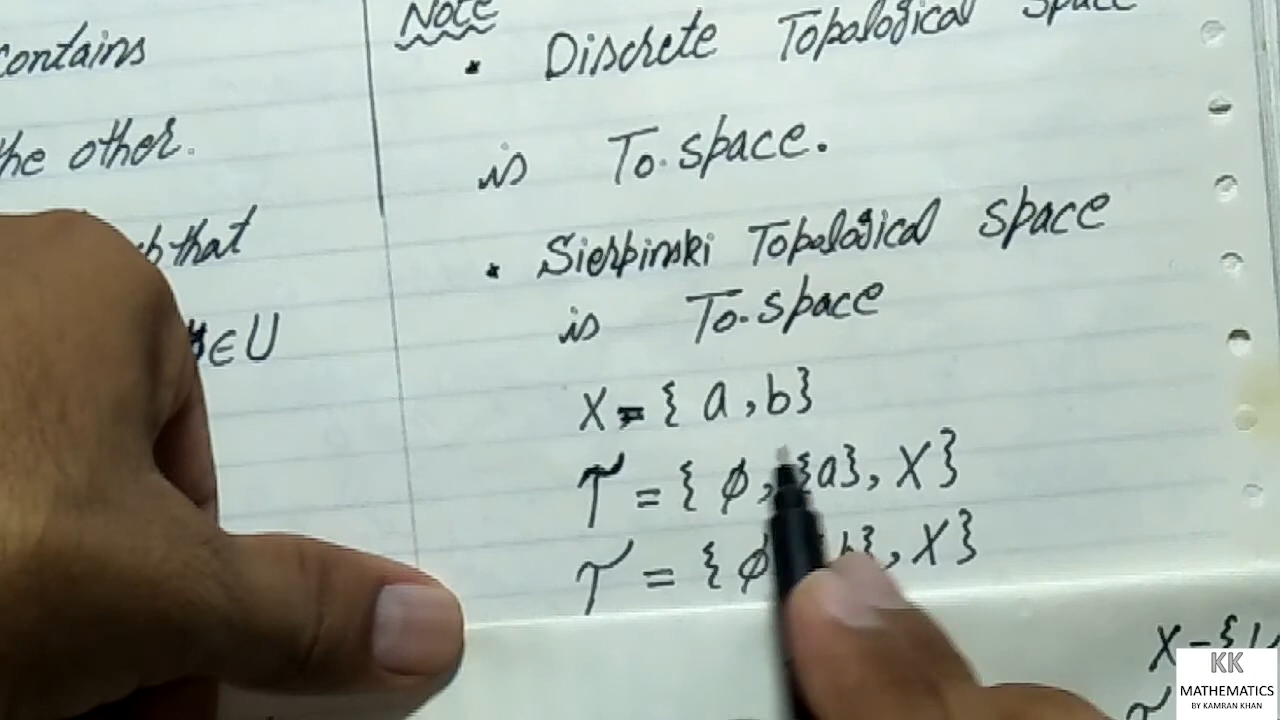 contains
the other.
that
∈U
Note
• Discrete Topological Space
is To.space.
• Sierpinski Topological space
is To.space
X = { a , b }
τ = { φ, {a}, X }
τ = { φ b}, X }
X = {
KK
MATHEMATICS
BY KAMRAN KHAN